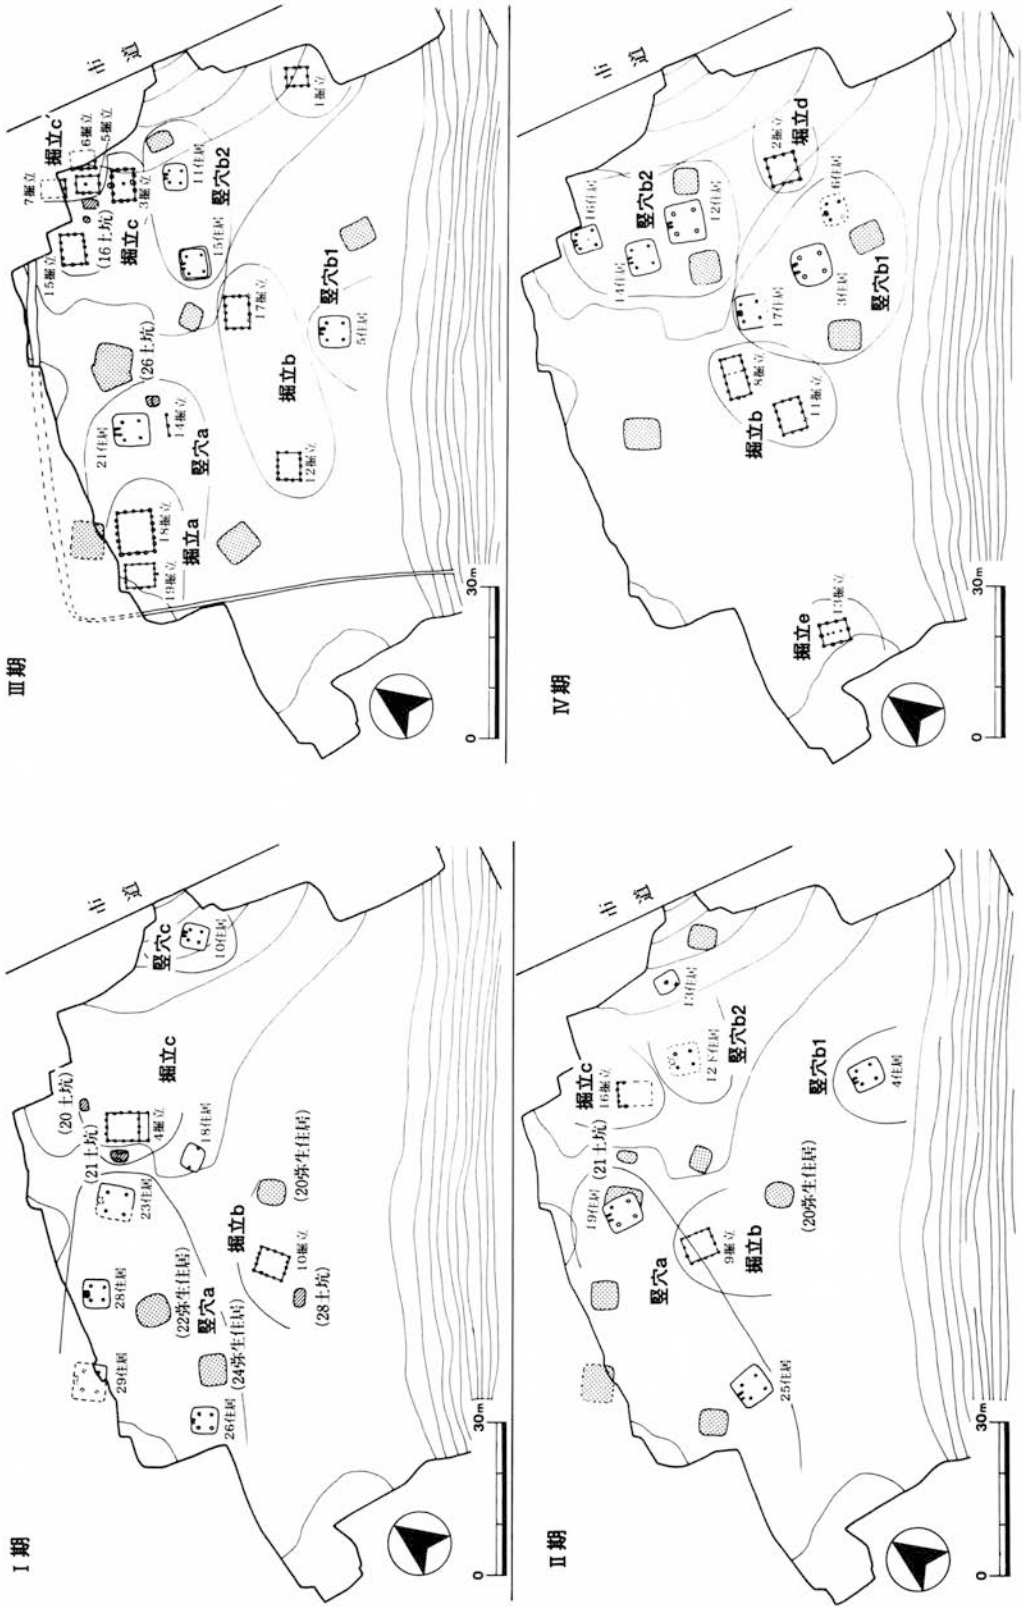 Ⅰ期
29住居
28住居
23住居
(21土坑)
(20土坑)
4掘立
掘立c
竪穴c
10住居
市道
18住居
(22弥生住居)
竪穴a
(24弥生住居)
26住居
掘立b
(20弥生住居)
10掘立
(28土坑)
0
30m
Ⅱ期
19住居
(21土坑)
掘立c
16掘立
13住居
市道
12下住居
竪穴b2
竪穴a
9掘立
掘立b
(20弥生住居)
25住居
竪穴b1
4住居
0
30m
Ⅲ期
7掘立
掘立c´
6掘立
5掘立
15掘立
(16土坑)
掘立c
3掘立
市道
11住居
竪穴b2
1掘立
15住居
(26土坑)
21住居
14掘立
竪穴a
18掘立
掘立a
19掘立
17掘立
掘立b
12掘立
竪穴b1
5住居
0
30m
Ⅳ期
16住居
14住居
竪穴b2
12住居
市道
2掘立
掘立d
6住居
3住居
竪穴b1
17住居
8掘立
掘立b
11掘立
掘立e
13掘立
0
30m